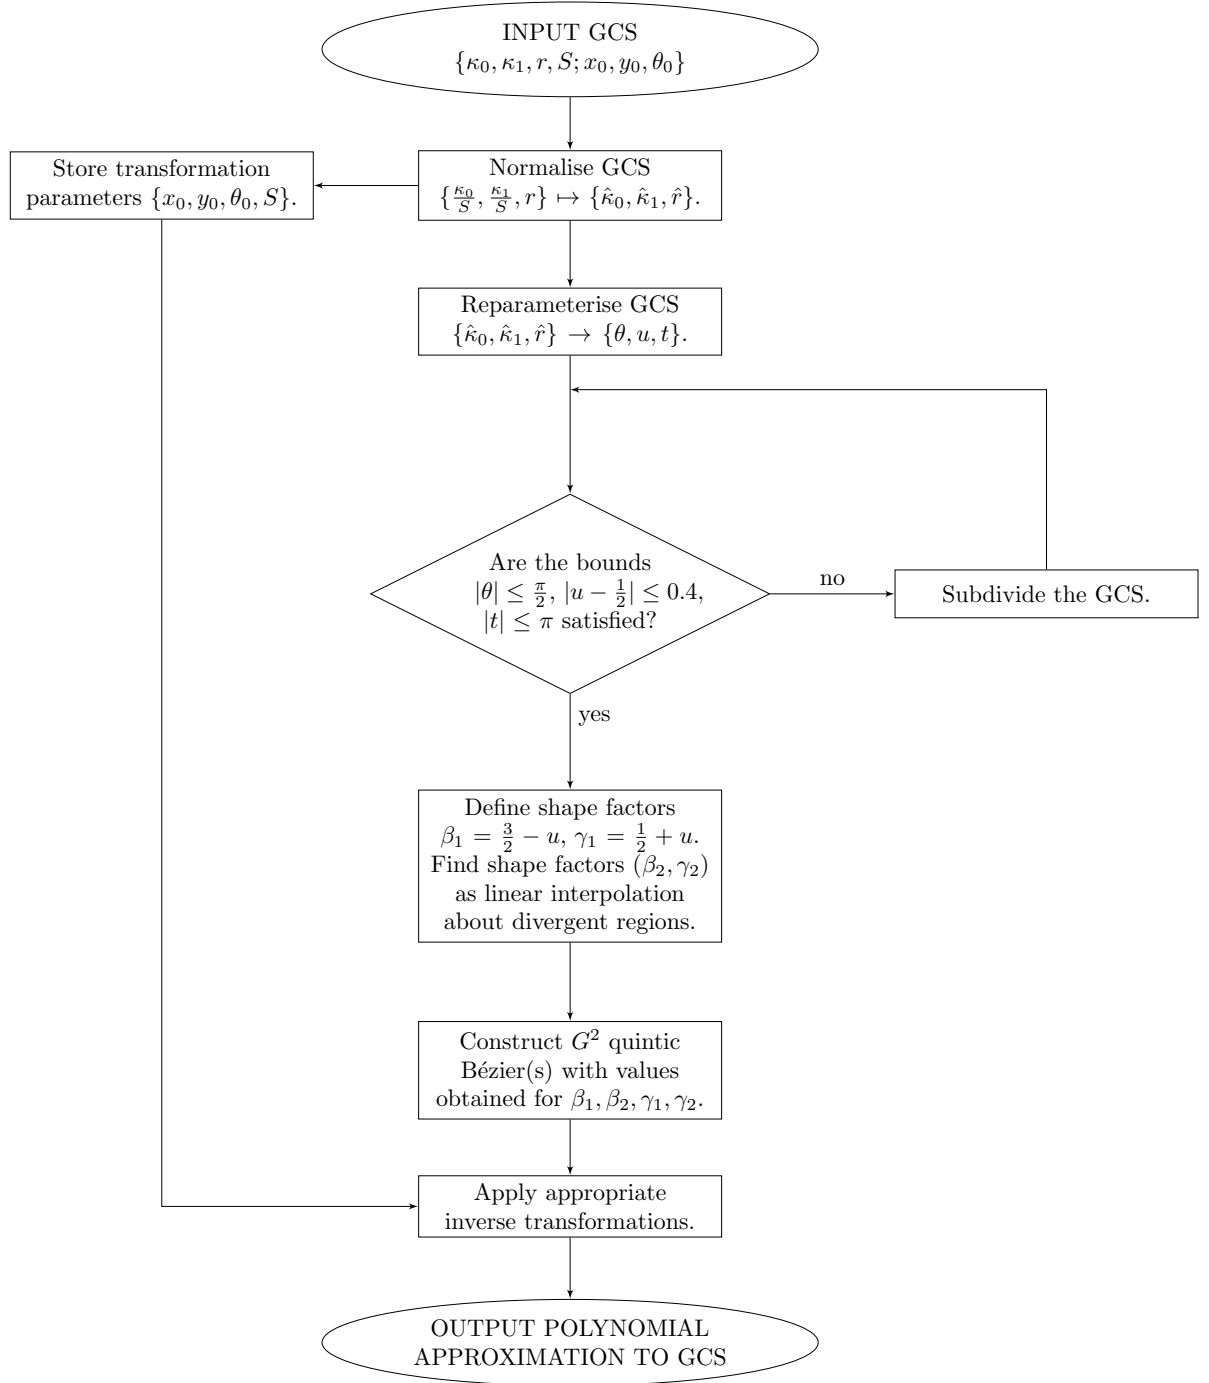 INPUT GCS
{κ₀, κ₁, r, S; x₀, y₀, θ₀}
Store transformation
parameters {x₀, y₀, θ₀, S}.
Normalise GCS
{κ₀/S, κ₁/S, r} ↦ {κ̂₀, κ̂₁, r̂}.
Reparameterise GCS
{κ̂₀, κ̂₁, r̂} → {θ, u, t}.
Are the bounds
|θ| ≤ π/2, |u − 1/2| ≤ 0.4,
|t| ≤ π satisfied?
no
Subdivide the GCS.
yes
Define shape factors
β₁ = 3/2 − u, γ₁ = 1/2 + u.
Find shape factors (β₂, γ₂)
as linear interpolation
about divergent regions.
Construct G² quintic
Bézier(s) with values
obtained for β₁, β₂, γ₁, γ₂.
Apply appropriate
inverse transformations.
OUTPUT POLYNOMIAL
APPROXIMATION TO GCS